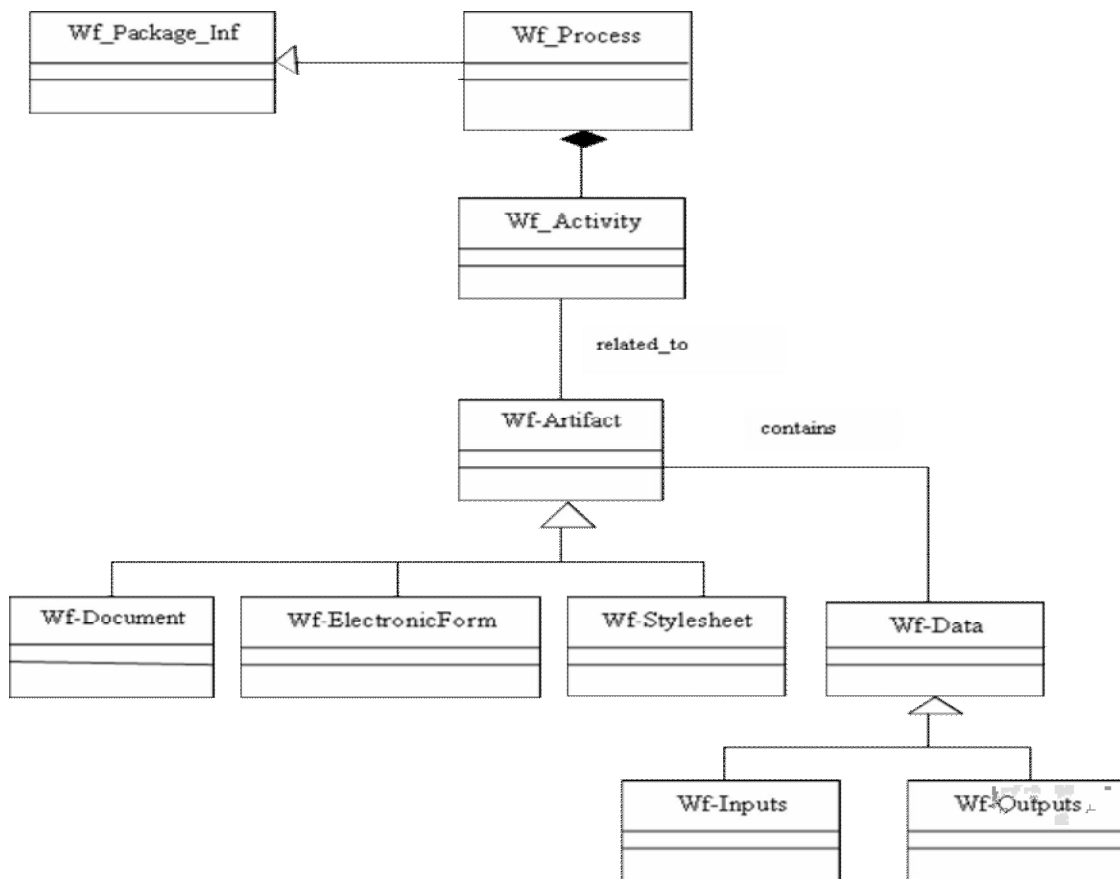 Wf_Package_Inf
Wf_Process
Wf_Activity
related_to
Wf-Artifact
contains
Wf-Document
Wf-ElectronicForm
Wf-Stylesheet
Wf-Data
Wf-Inputs
Wf-Outputs